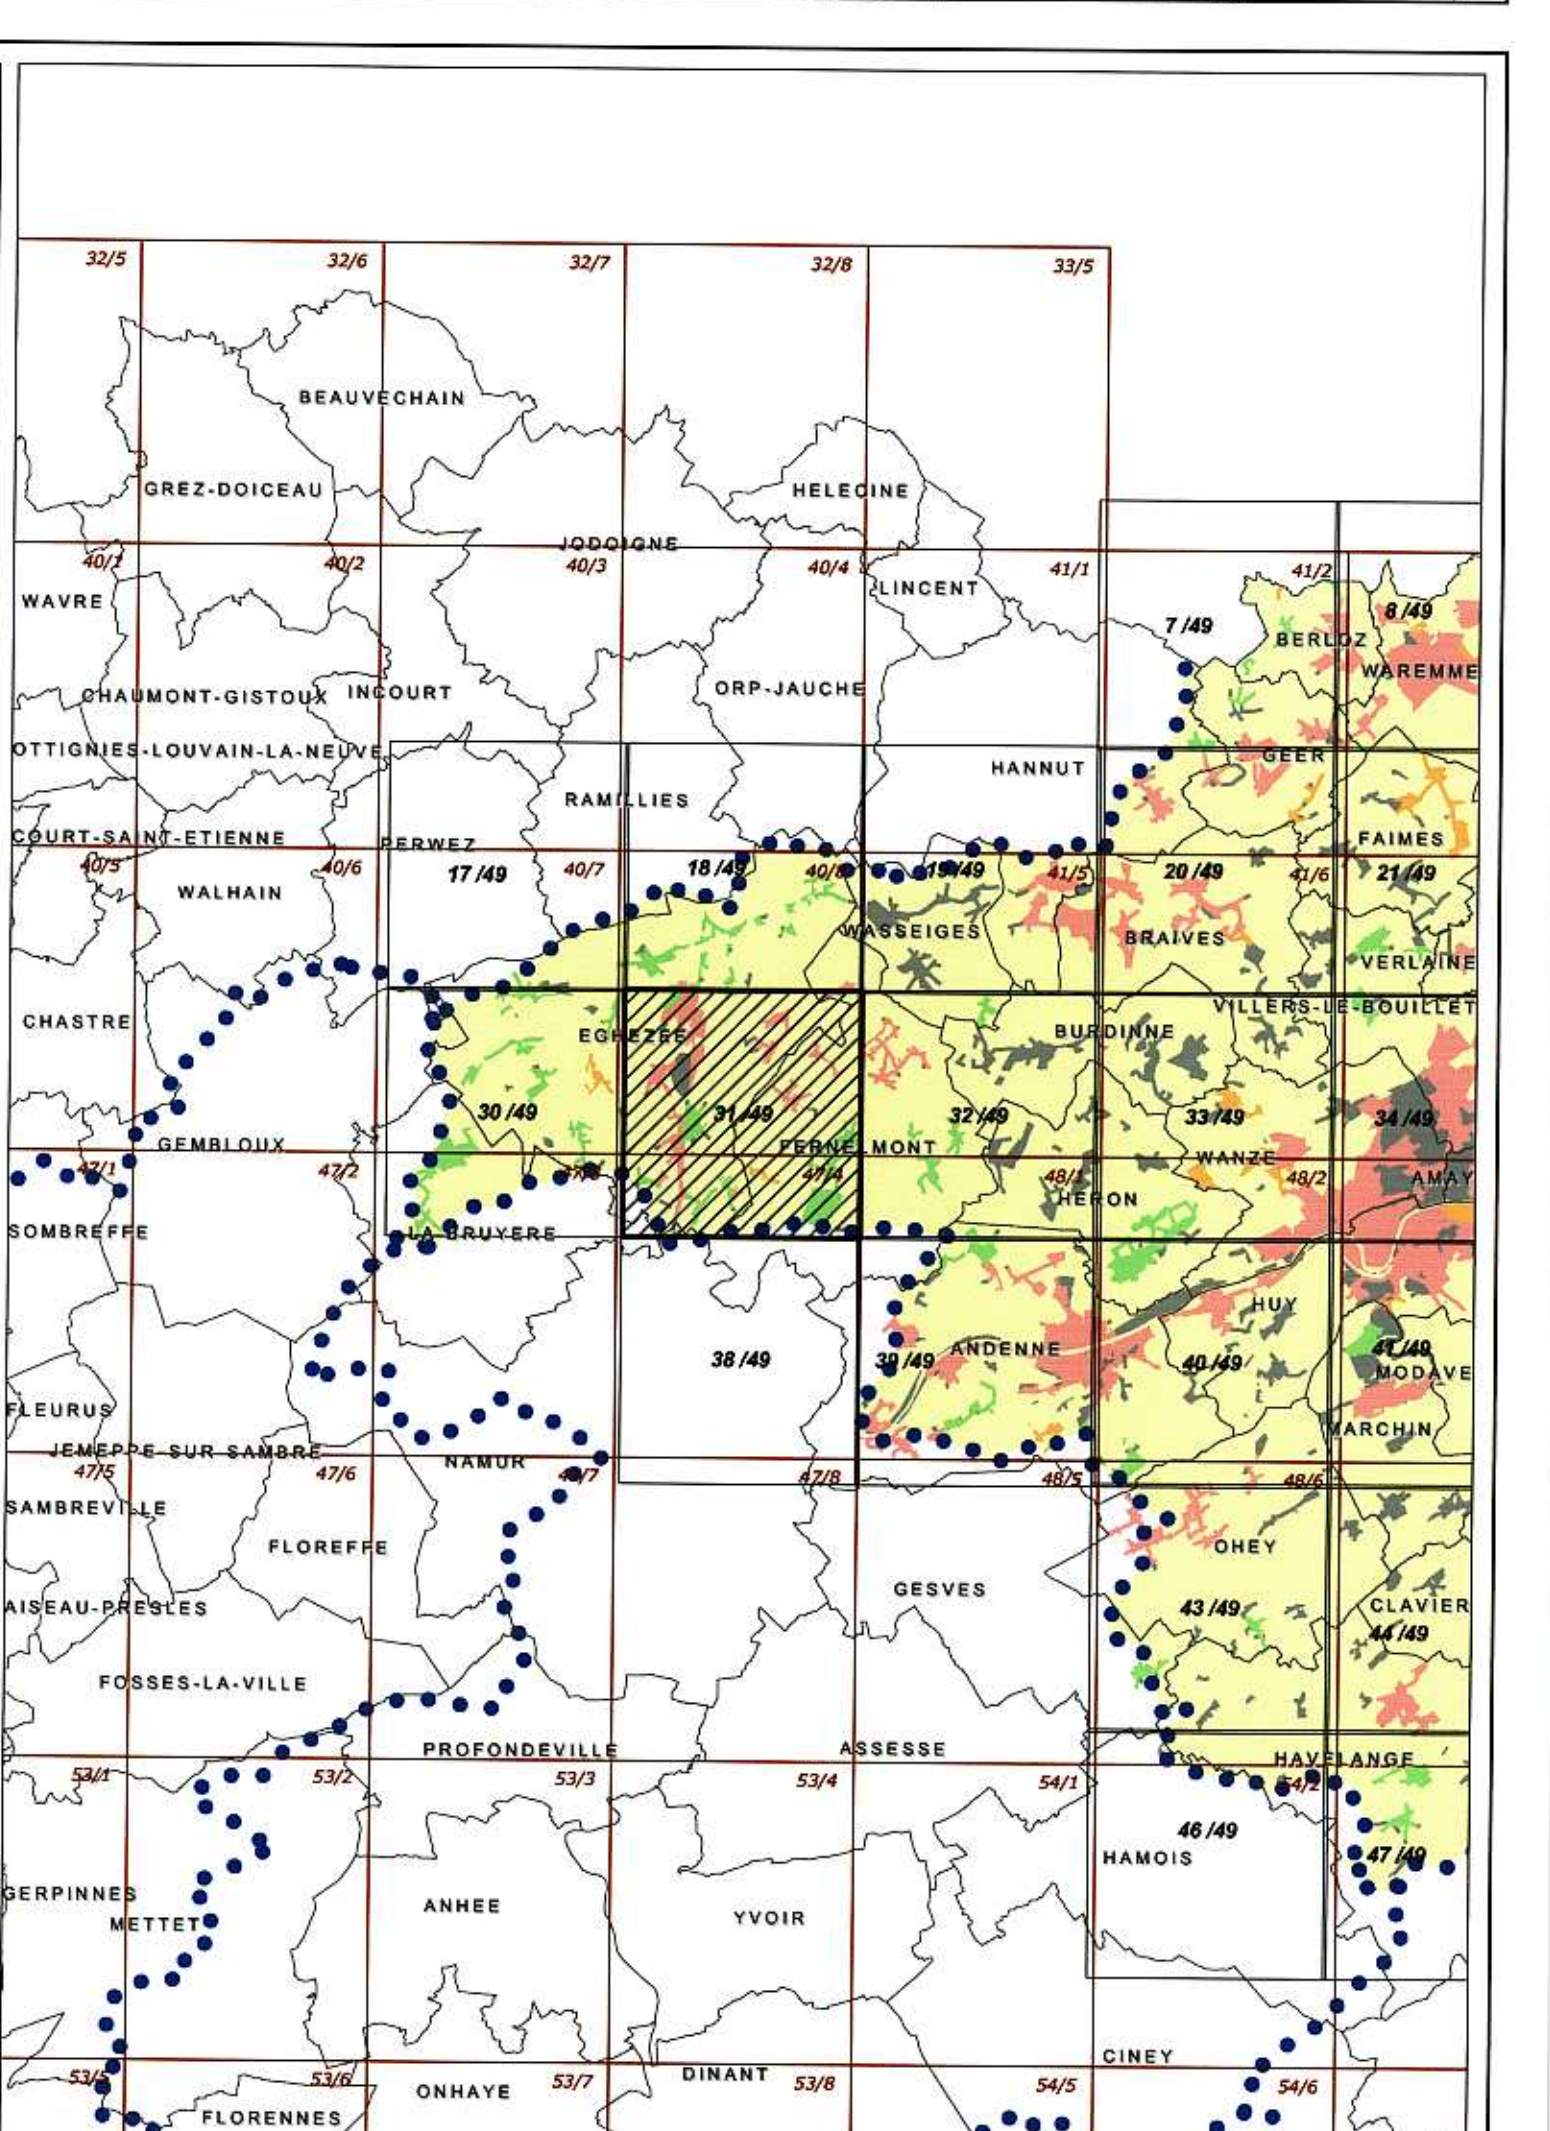 32/5 32/6 32/7 32/8 33/5
BEAUVECHAIN
GREZ-DOICEAU HELECINE
JODOIGNE
40/1 40/2 40/3 40/4 41/1 41/2
WAVRE LINCENT 7/49 8/49
BERLOZ
WAREMME
CHAUMONT-GISTOUX INCOURT ORP-JAUCHE
OTTIGNIES-LOUVAIN-LA-NEUVE GEER
HANNUT
RAMILLIES
COURT-SAINT-ETIENNE PERWEZ FAIMES
40/5 40/6 17/49 40/7 18/49 40/8 19/49 41/5 20/49 41/6 21/49
WALHAIN
WASSEIGES BRAIVES
VERLAINE
VILLERS-LE-BOUILLET
CHASTRE EGHEZEE BURDINNE
30/49 31/49 32/49 33/49 34/49
GEMBLOUX FERNELMONT WANZE
47/1 47/2 47/4 48/1 48/2 AMAY
HERON
SOMBREFFE LA BRUYERE
HUY
38/49 39/49 ANDENNE 40/49 41/49
MODAVE
FLEURUS MARCHIN
JEMEPPE-SUR-SAMBRE NAMUR
47/5 47/6 47/8 48/5 48/6
SAMBREVILLE
FLOREFFE OHEY
GESVES
AISEAU-PRESLES 43/49 CLAVIER
44/49
FOSSES-LA-VILLE
PROFONDEVILLE ASSESSE HAVELANGE
53/1 53/2 53/3 53/4 54/1 54/2
46/49 47/49
HAMOIS
GERPINNES ANHEE YVOIR
METTET
CINEY
53/5 53/6 ONHAYE 53/7 DINANT 53/8 54/5 54/6
FLORENNES